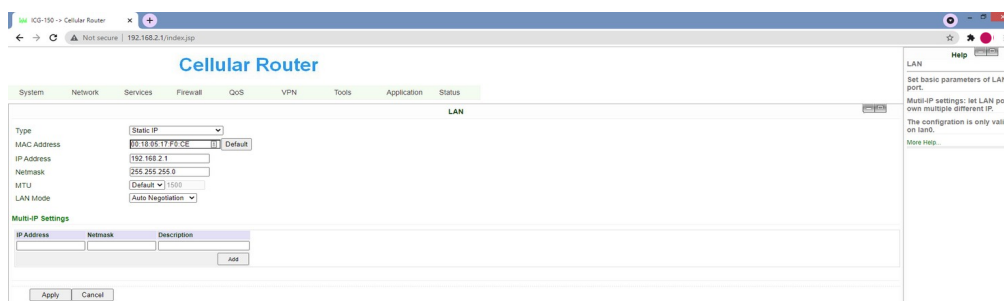 ICG-150 -> Cellular Router
Not secure | 192.168.2.1/index.jsp
Cellular Router
System Network Services Firewall QoS VPN Tools Application Status
LAN
Type Static IP
MAC Address 00:18:05:17:F0:CE Default
IP Address 192.168.2.1
Netmask 255.255.255.0
MTU Default 1500
LAN Mode Auto Negotiation
Multi-IP Settings
IP Address Netmask Description
Add
Apply Cancel
Help
LAN
Set basic parameters of LAN
port.
Mutil-IP settings: let LAN po
own multiple different IP.
The configration is only vali
on lan0.
More Help...